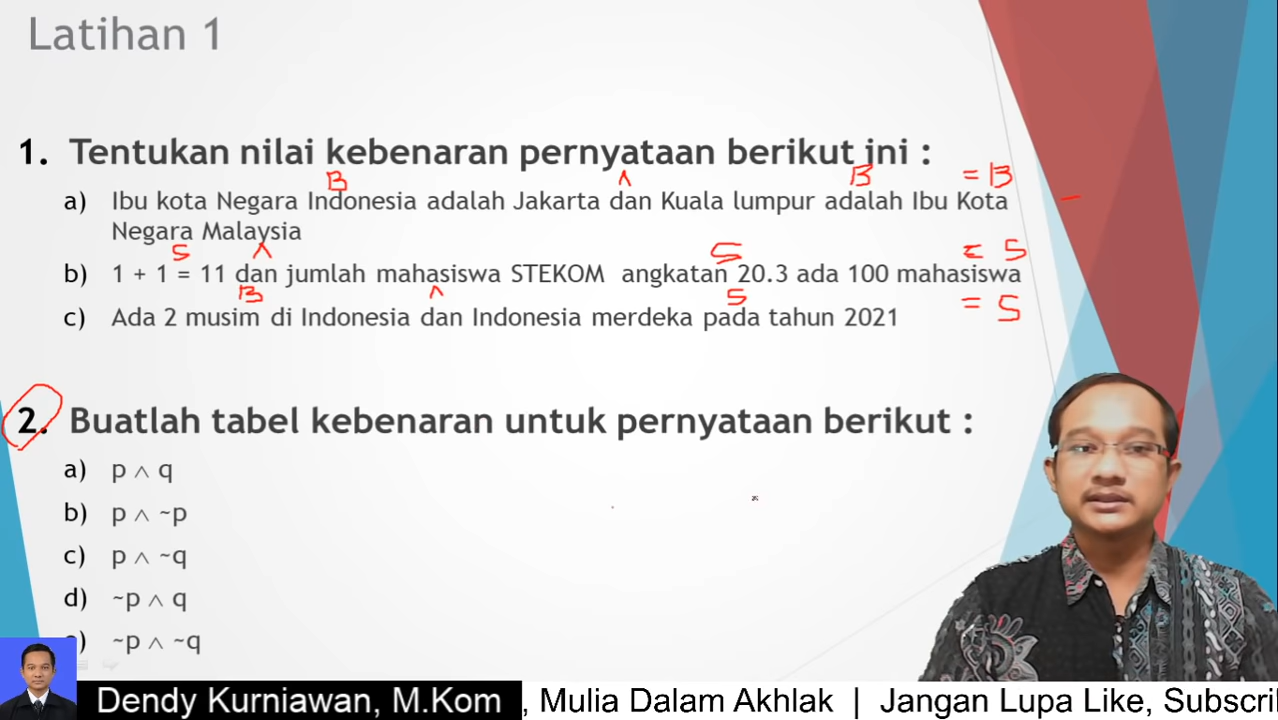 Latihan 1
1. Tentukan nilai kebenaran pernyataan berikut ini :
B ∧ B = B
a) Ibu kota Negara Indonesia adalah Jakarta dan Kuala lumpur adalah Ibu Kota
Negara Malaysia
S ∧ S = S
b) 1 + 1 = 11 dan jumlah mahasiswa STEKOM angkatan 20.3 ada 100 mahasiswa
B ∧ S = S
c) Ada 2 musim di Indonesia dan Indonesia merdeka pada tahun 2021
2. Buatlah tabel kebenaran untuk pernyataan berikut :
a) p ∧ q
b) p ∧ ~p
c) p ∧ ~q
d) ~p ∧ q
) ~p ∧ ~q
Dendy Kurniawan, M.Kom , Mulia Dalam Akhlak | Jangan Lupa Like, Subscri